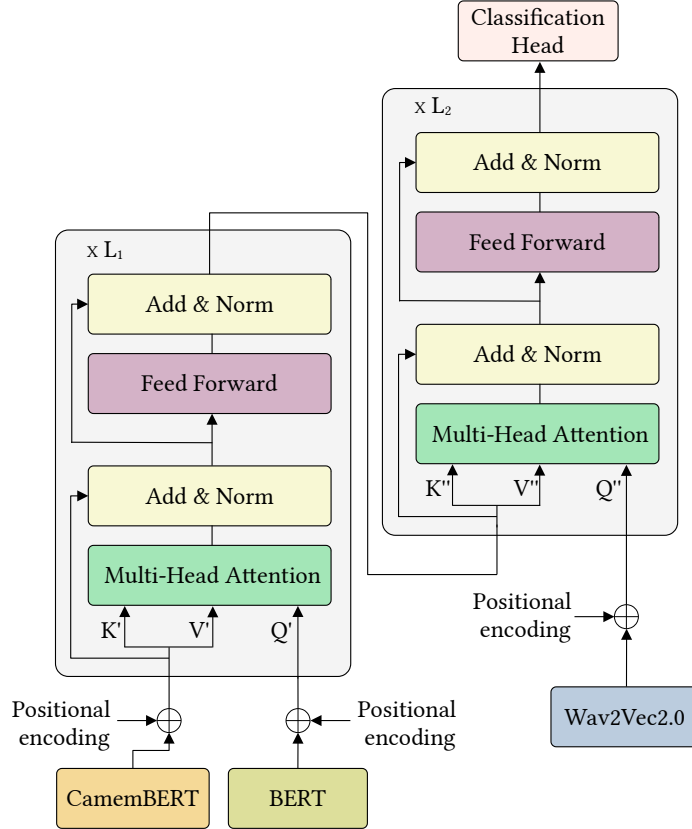 Classification
Head
x L₂
Add & Norm
Feed Forward
Add & Norm
Multi-Head Attention
K'' V'' Q''
Positional
encoding
Wav2Vec2.0
x L₁
Add & Norm
Feed Forward
Add & Norm
Multi-Head Attention
K' V' Q'
Positional
encoding
Positional
encoding
CamemBERT
BERT